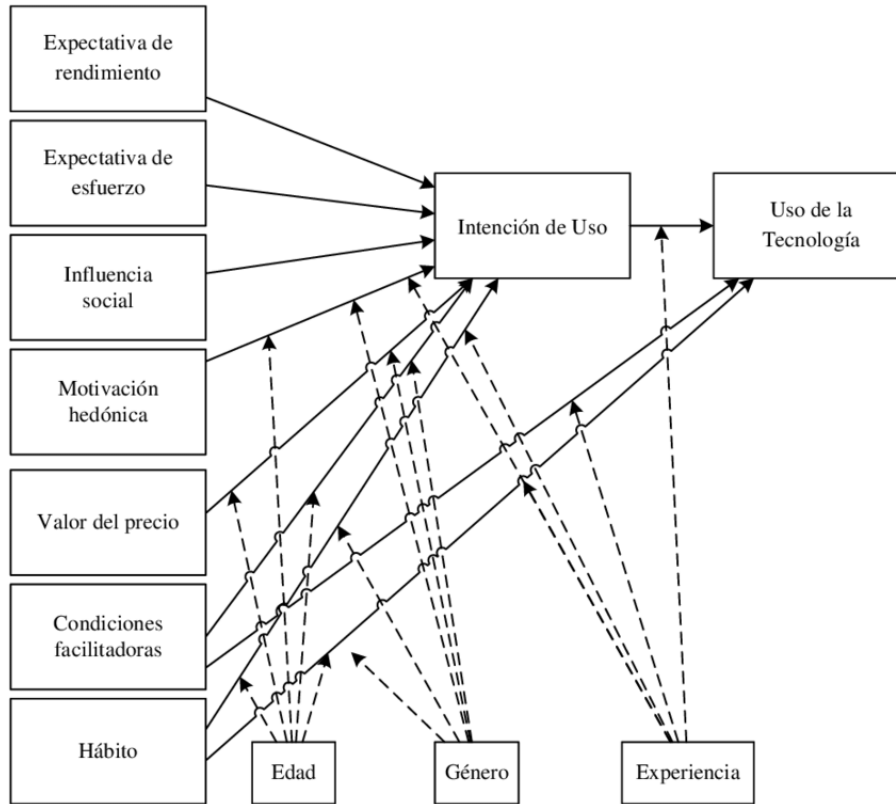 Expectativa de
rendimiento
Expectativa de
esfuerzo
Influencia
social
Motivación
hedónica
Valor del precio
Condiciones
facilitadoras
Hábito
Intención de Uso
Uso de la
Tecnología
Edad
Género
Experiencia